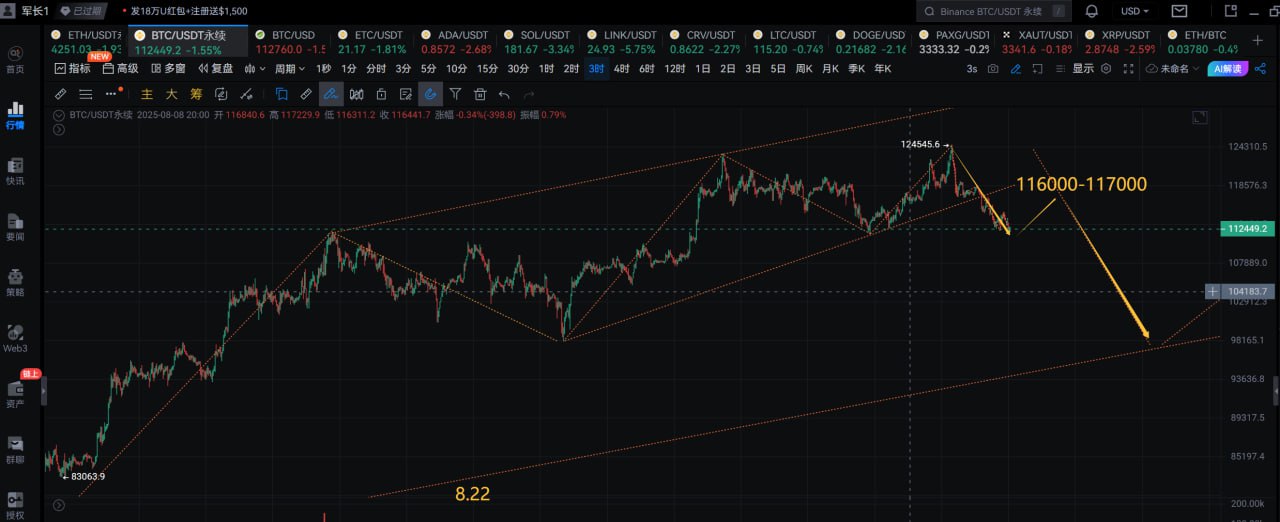 军长1 已过期 • 发18万U红包+注册送$1,500 Binance BTC/USDT 永续 / USD
ETH/USDT永 BTC/USDT永续 BTC/USD ETC/USDT ADA/USDT SOL/USDT LINK/USDT CRV/USDT LTC/USDT DOGE/USDT PAXG/USDT XAUT/USDT XRP/USDT ETH/BTC
4251.03 -1.93 112449.2 -1.55% 112760.0 -1.5 21.17 -1.81% 0.8572 -2.68% 181.67 -3.34% 24.93 -5.75% 0.8622 -2.27% 115.20 -0.74% 0.21682 -2.16 3333.32 -0.2% 3341.6 -0.18% 2.8748 -2.59% 0.03780 -0.4%
NEW
指标 高级 多窗 复盘 周期 1秒 1分 分时 3分 5分 10分 15分 30分 1时 2时 3时 4时 6时 12时 1日 2日 3日 5日 周K 月K 季K 年K 3s 显示 未命名 AI解读
主 大 筹
BTC/USDT永续 2025-08-08 20:00 开 116840.6 高 117229.9 低 116311.2 收 116441.7 涨幅 -0.34%(-398.8) 振幅 0.79%
首页
行情
快讯
要闻
策略
Web3
链上
资产
群聊
授权
124545.6
116000-117000
83063.9
8.22
124310.5
118576.3
112449.2
107889.0
104183.7
102912.3
98165.1
93636.8
89317.5
85197.4
200.00k